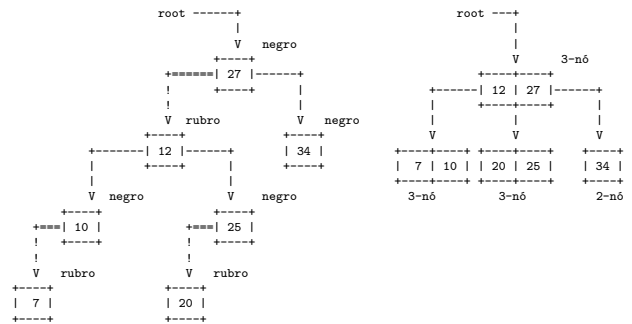 root ------+ root ---+
| |
V negro V 3-nó
+----+ +----+----+
+======| 27 |------+ +------| 12 | 27 |------+
! +----+ | | +----+----+ |
! | | | |
V rubro V negro V V V
+----+ +----+ +----+----+ +----+----+ +----+
+-------| 12 |------+ | 34 | | 7 | 10 | | 20 | 25 | | 34 |
| +----+ | +----+ +----+----+ +----+----+ +----+
V negro V negro 3-nó 3-nó 2-nó
+----+ +----+
+===| 10 | +===| 25 |
! +----+ ! +----+
! !
V rubro V rubro
+----+ +----+
| 7 | | 20 |
+----+ +----+